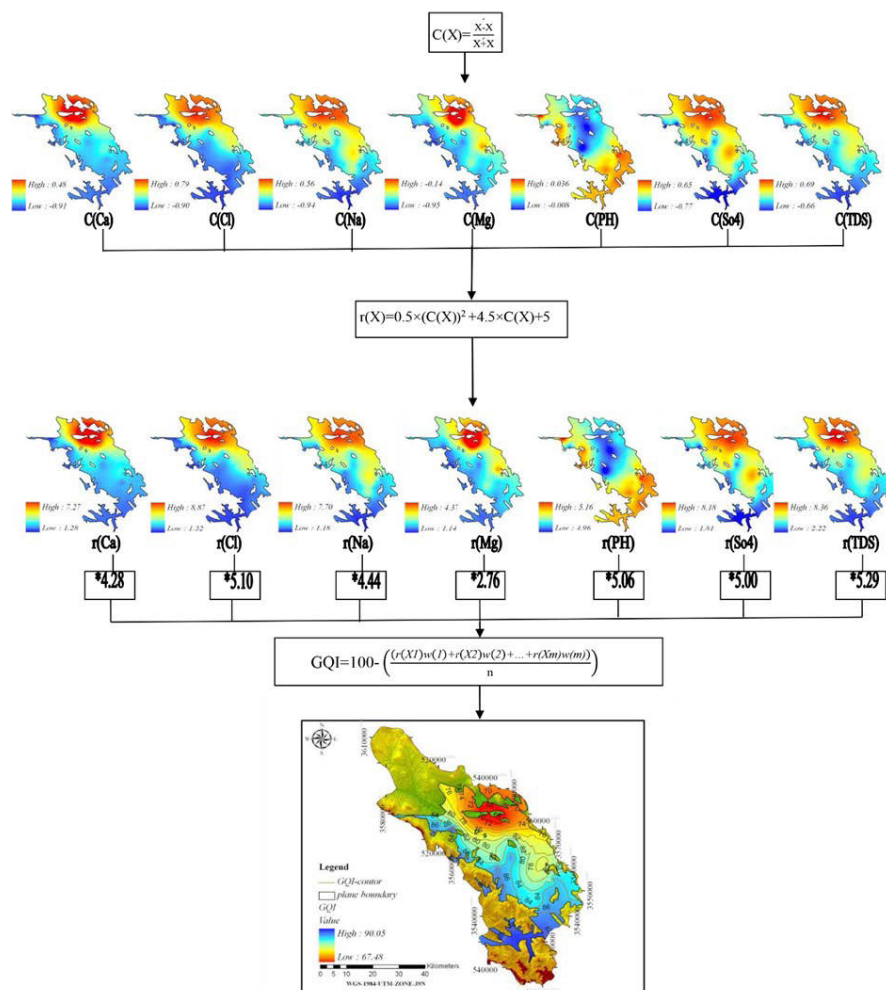 C(X)=x́-x/x́+x
High : 0.48
Low : -0.91
C(Ca)
High : 0.79
Low : -0.90
C(Cl)
High : 0.56
Low : -0.94
C(Na)
High : -0.14
Low : -0.95
C(Mg)
High : 0.036
Low : -0.008
C(PH)
High : 0.65
Low : -0.77
C(So4)
High : 0.69
Low : -0.66
C(TDS)
r(X)=0.5×(C(X))²+4.5×C(X)+5
High : 7.27
Low : 1.28
r(Ca)
High : 8.87
Low : 1.32
r(Cl)
High : 7.70
Low : 1.18
r(Na)
High : 4.37
Low : 1.14
r(Mg)
High : 5.16
Low : 4.96
r(PH)
High : 8.18
Low : 1.81
r(So4)
High : 8.36
Low : 2.22
r(TDS)
*4.28
*5.10
*4.44
*2.76
*5.06
*5.00
*5.29
GQI=100-((r(X1)w(1)+r(X2)w(2)+...+r(Xm)w(m))/n)
3610000
520000
540000
520000
3560000
3540000
540000
3550000
Legend
GQI-contor
plane boundary
GQI
Value
High : 90.05
Low : 67.48
0 5 10 20 30 40
Kilometers
WGS-1984-UTM-ZONE-39N